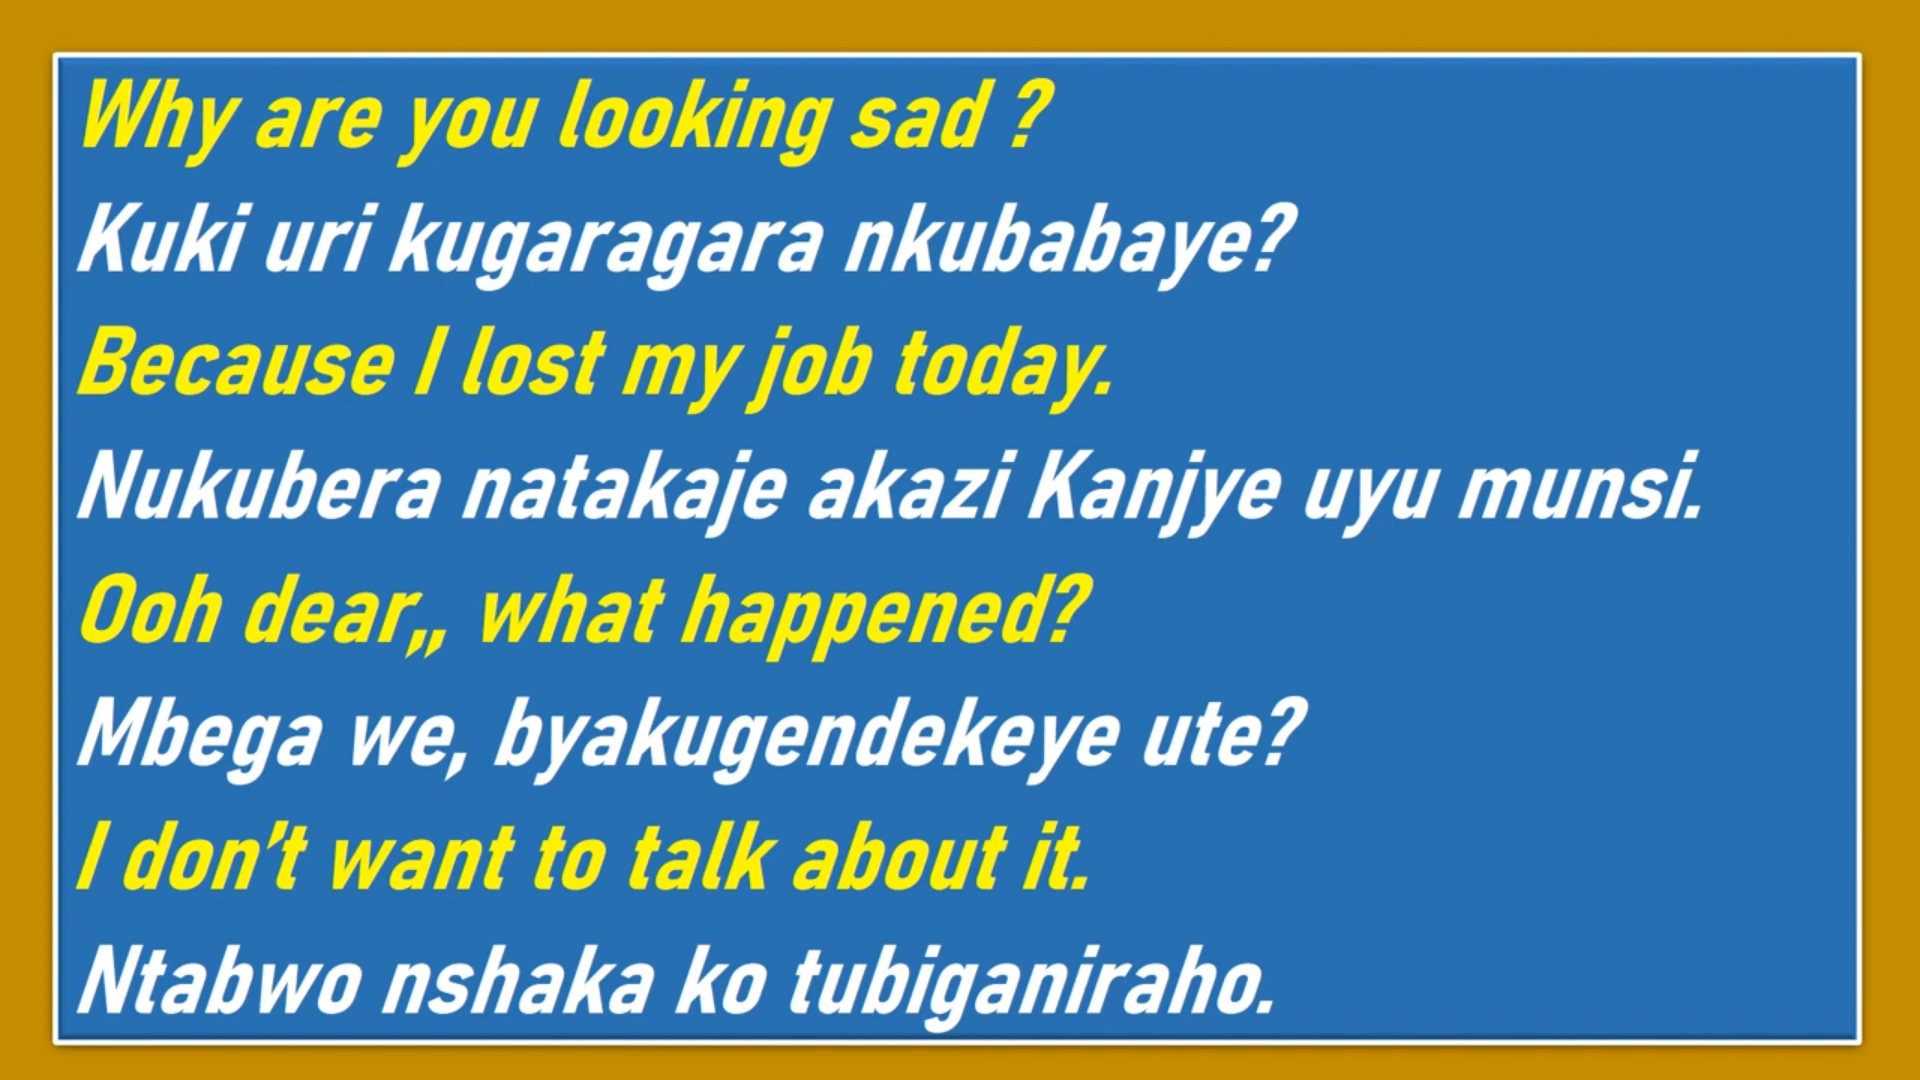 Why are you looking sad ?
Kuki uri kugaragara nkubabaye?
Because I lost my job today.
Nukubera natakaje akazi Kanjye uyu munsi.
Ooh dear,, what happened?
Mbega we, byakugendekeye ute?
I don't want to talk about it.
Ntabwo nshaka ko tubiganiraho.